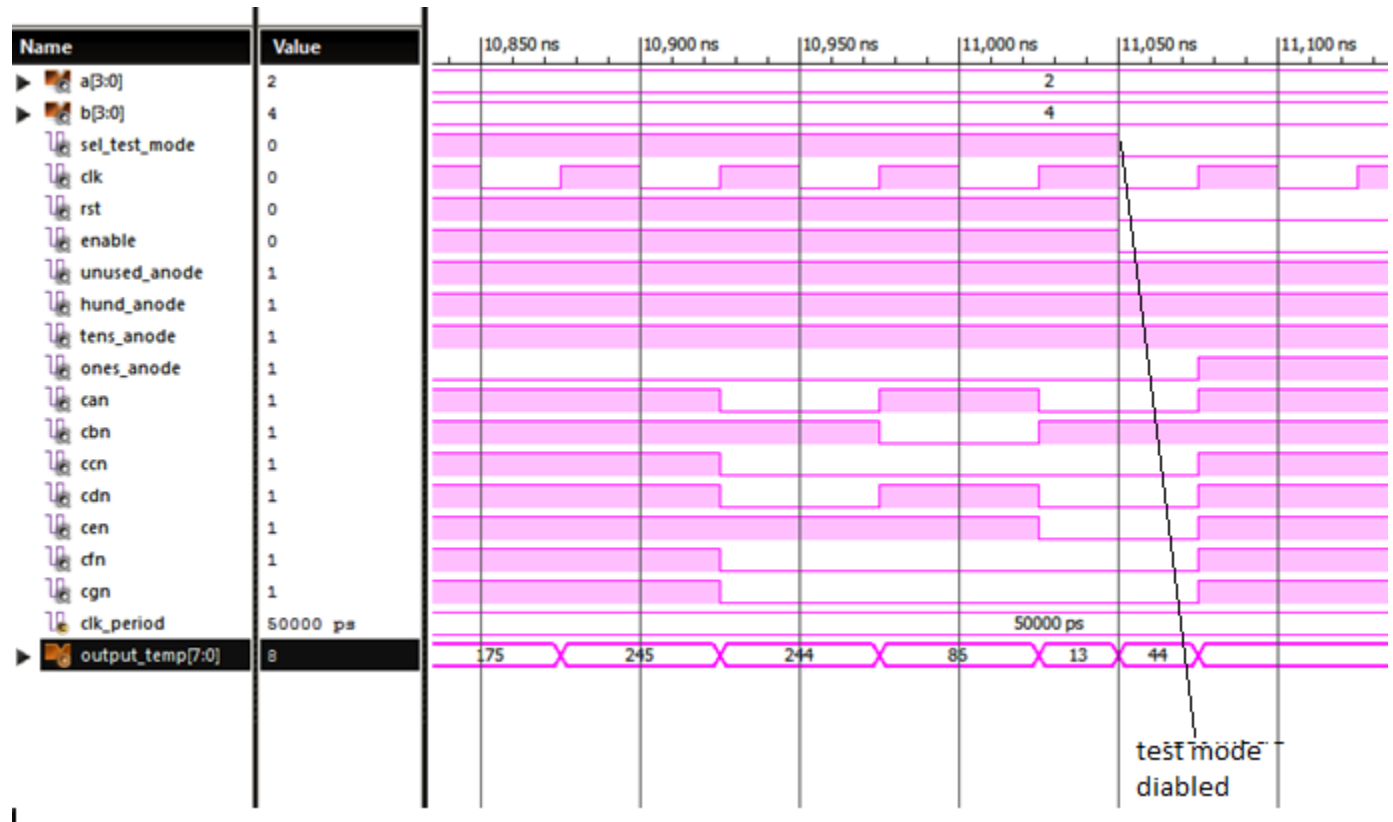 Name Value 10,850 ns 10,900 ns 10,950 ns 11,000 ns 11,050 ns 11,100 ns
a[3:0] 2 2
b[3:0] 4 4
sel_test_mode 0
clk 0
rst 0
enable 0
unused_anode 1
hund_anode 1
tens_anode 1
ones_anode 1
can 1
cbn 1
ccn 1
cdn 1
cen 1
cfn 1
cgn 1
clk_period 50000 ps 50000 ps
output_temp[7:0] 8 175 245 244 86 13 44
test mode
diabled